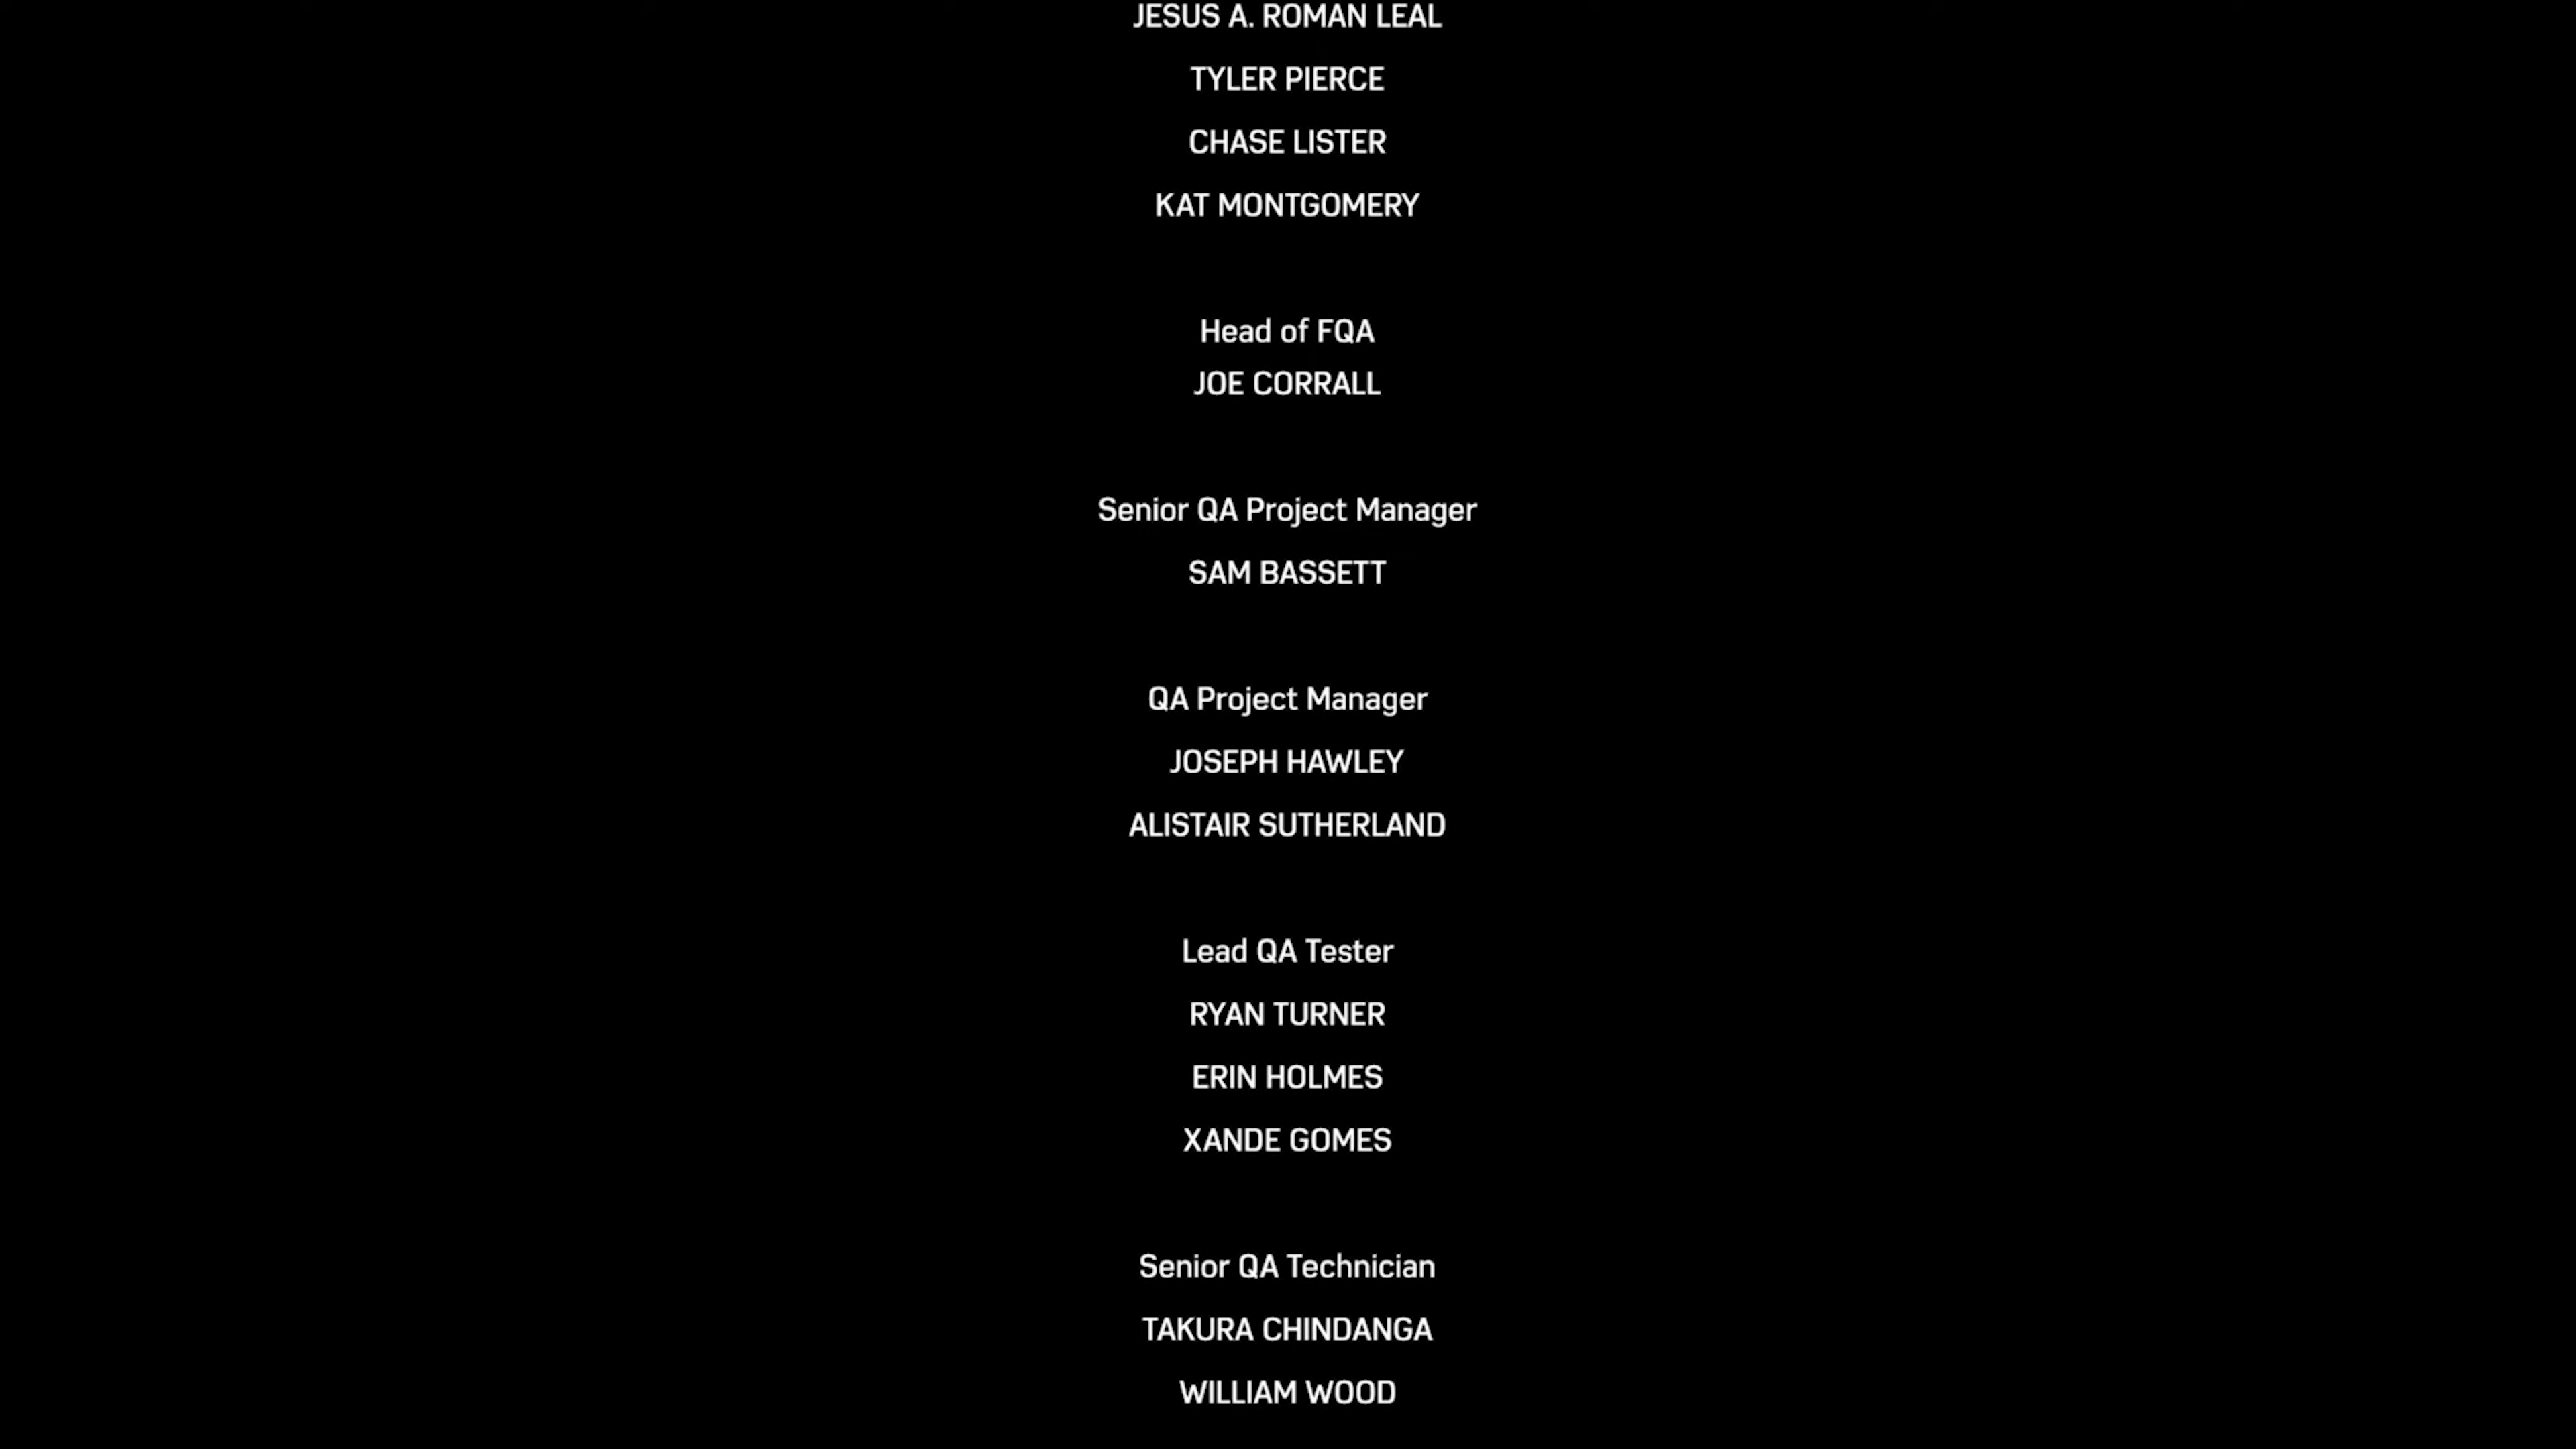 JESUS A. ROMAN LEAL
TYLER PIERCE
CHASE LISTER
KAT MONTGOMERY
Head of FQA
JOE CORRALL
Senior QA Project Manager
SAM BASSETT
QA Project Manager
JOSEPH HAWLEY
ALISTAIR SUTHERLAND
Lead QA Tester
RYAN TURNER
ERIN HOLMES
XANDE GOMES
Senior QA Technician
TAKURA CHINDANGA
WILLIAM WOOD